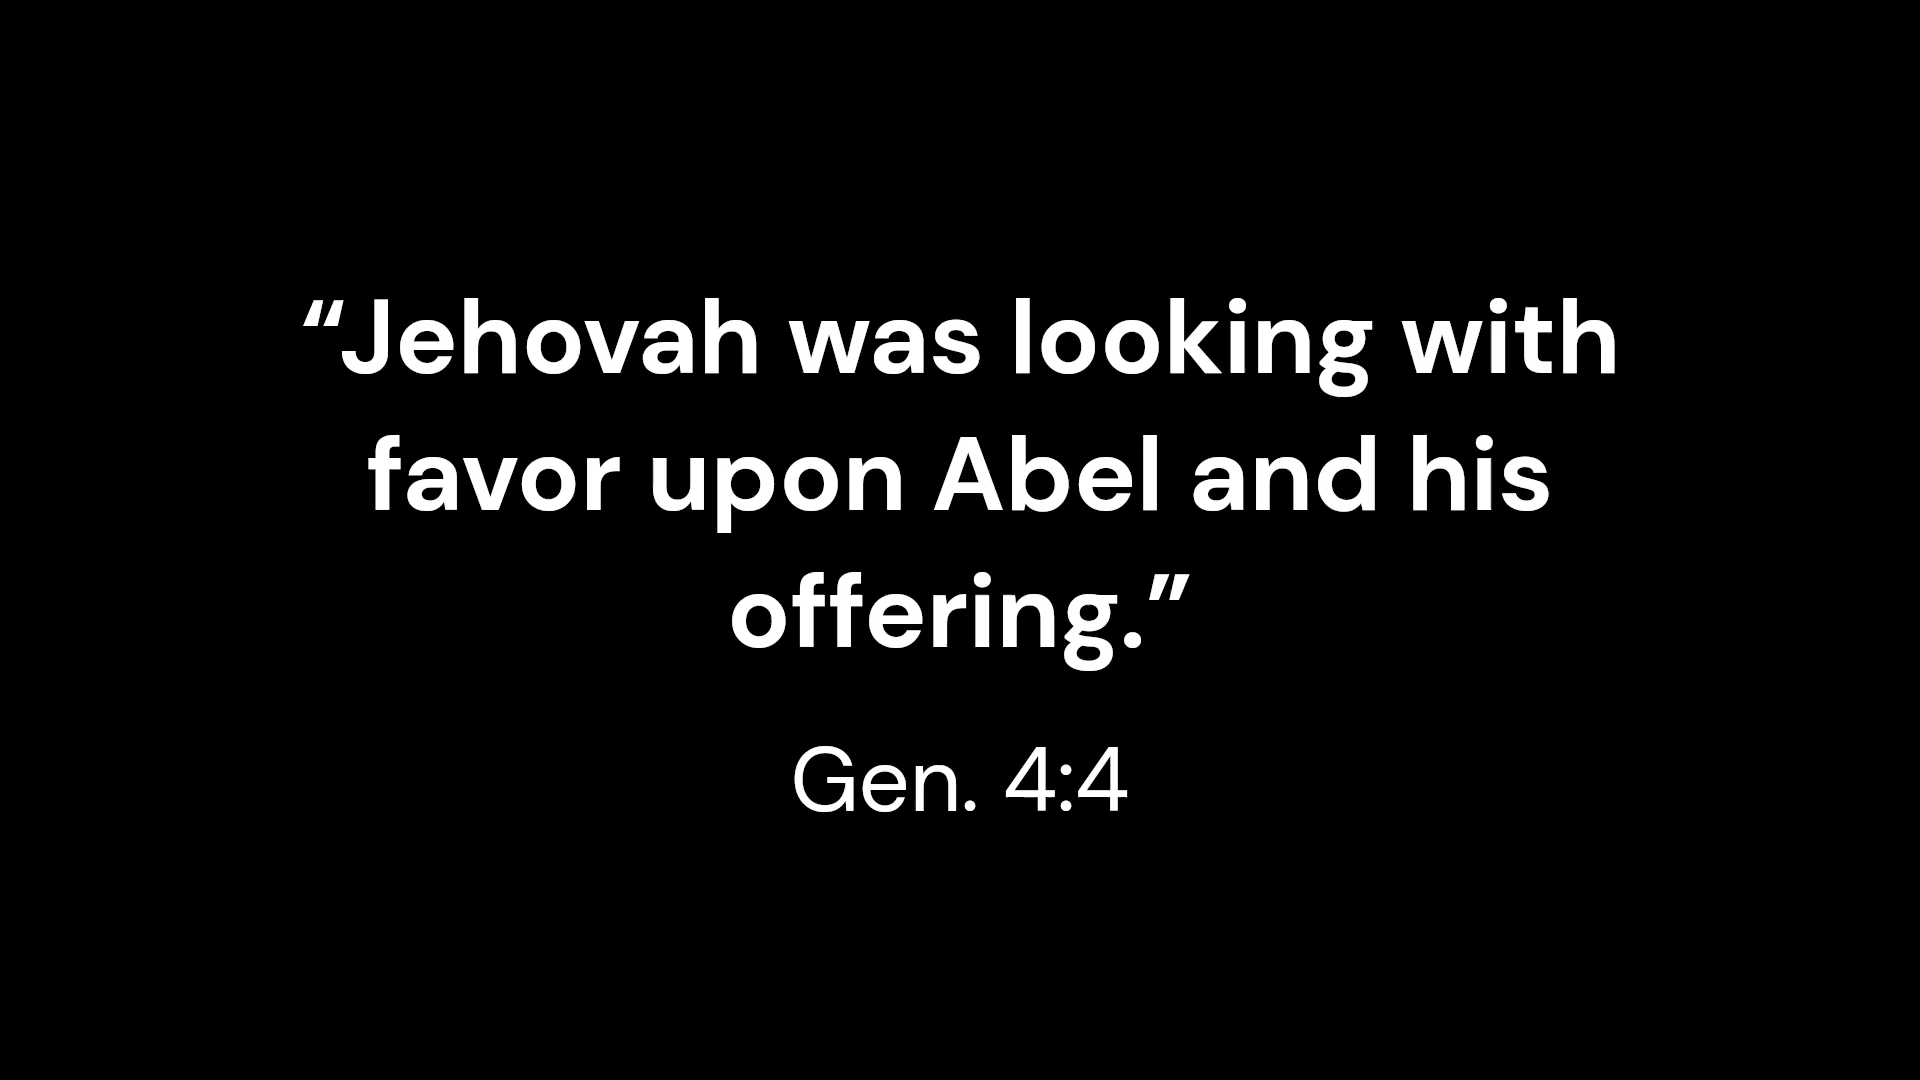 “Jehovah was looking with
favor upon Abel and his
offering.”
Gen. 4:4